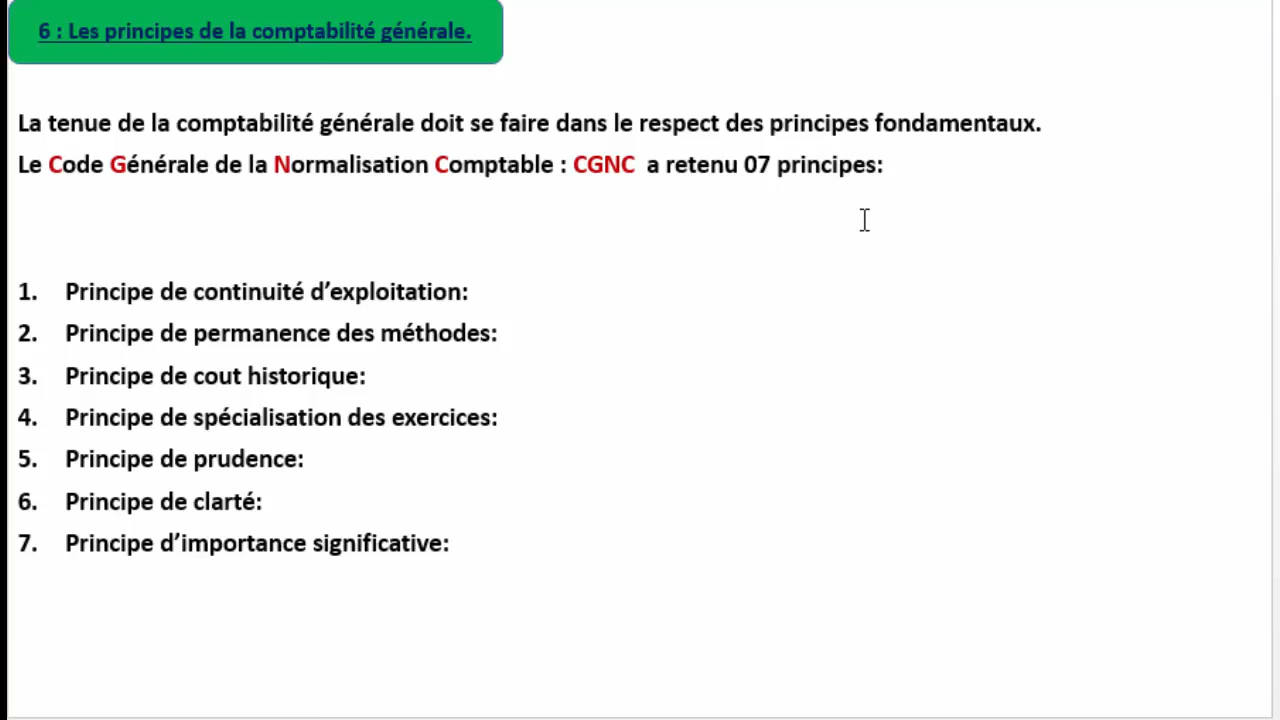 6 : Les principes de la comptabilité générale.
La tenue de la comptabilité générale doit se faire dans le respect des principes fondamentaux.
Le Code Générale de la Normalisation Comptable : CGNC a retenu 07 principes:
1. Principe de continuité d’exploitation:
2. Principe de permanence des méthodes:
3. Principe de cout historique:
4. Principe de spécialisation des exercices:
5. Principe de prudence:
6. Principe de clarté:
7. Principe d’importance significative: